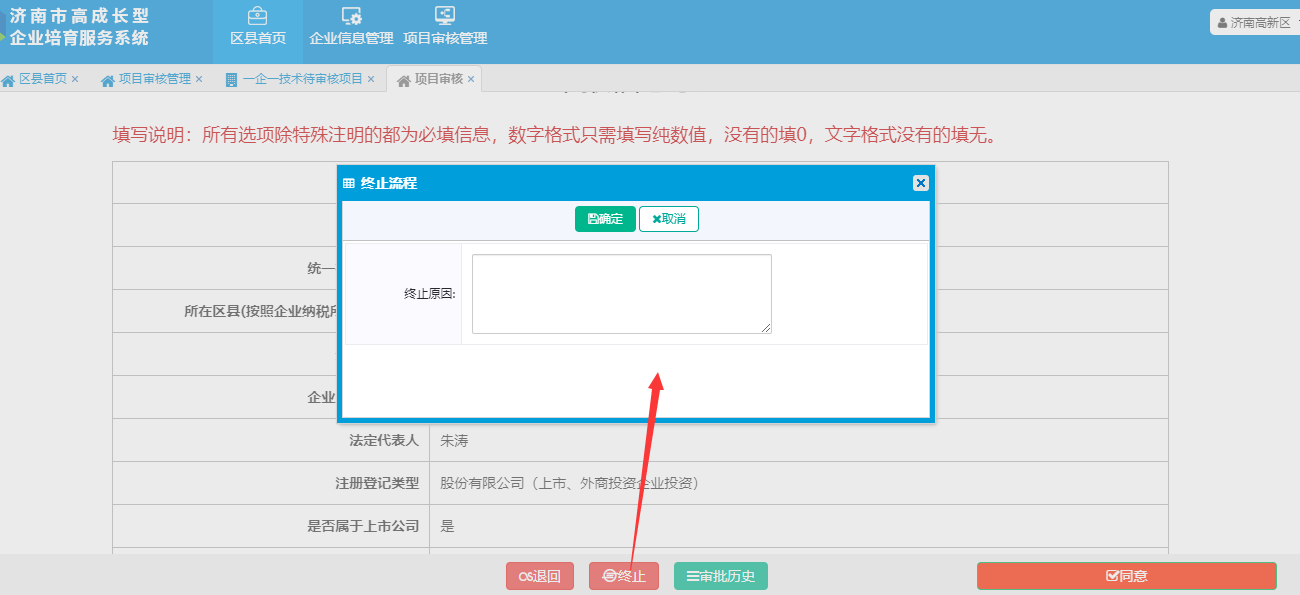 济南市高成长型
企业培育服务系统
区县首页
企业信息管理
项目审核管理
济南高新区
区县首页 ×
项目审核管理 ×
一企一技术待审核项目 ×
项目审核 ×
填写说明：所有选项除特殊注明的都为必填信息，数字格式只需填写纯数值，没有的填0，文字格式没有的填无。
终止流程
确定
取消
统一
终止原因:
所在区县(按照企业纳税
企业
法定代表人 朱涛
注册登记类型 股份有限公司（上市、外商投资企业投资）
是否属于上市公司 是
退回
终止
审批历史
同意